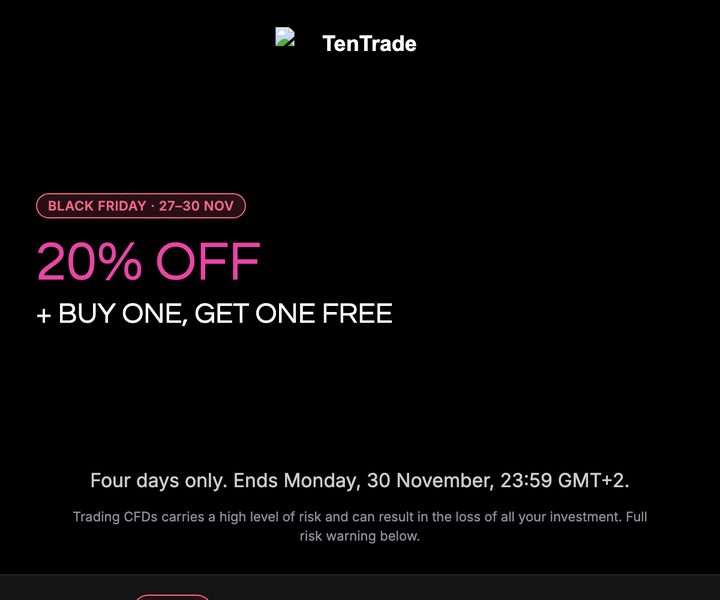 TenTrade
BLACK FRIDAY · 27–30 NOV
20% OFF
+ BUY ONE, GET ONE FREE
Four days only. Ends Monday, 30 November, 23:59 GMT+2.
Trading CFDs carries a high level of risk and can result in the loss of all your investment. Full
risk warning below.